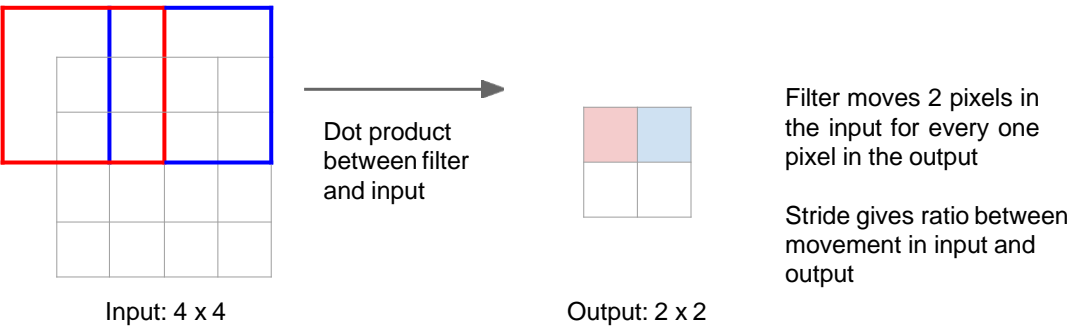 Dot product
between filter
and input
Filter moves 2 pixels in
the input for every one
pixel in the output
Stride gives ratio between
movement in input and
output
Input: 4 x 4
Output: 2 x 2